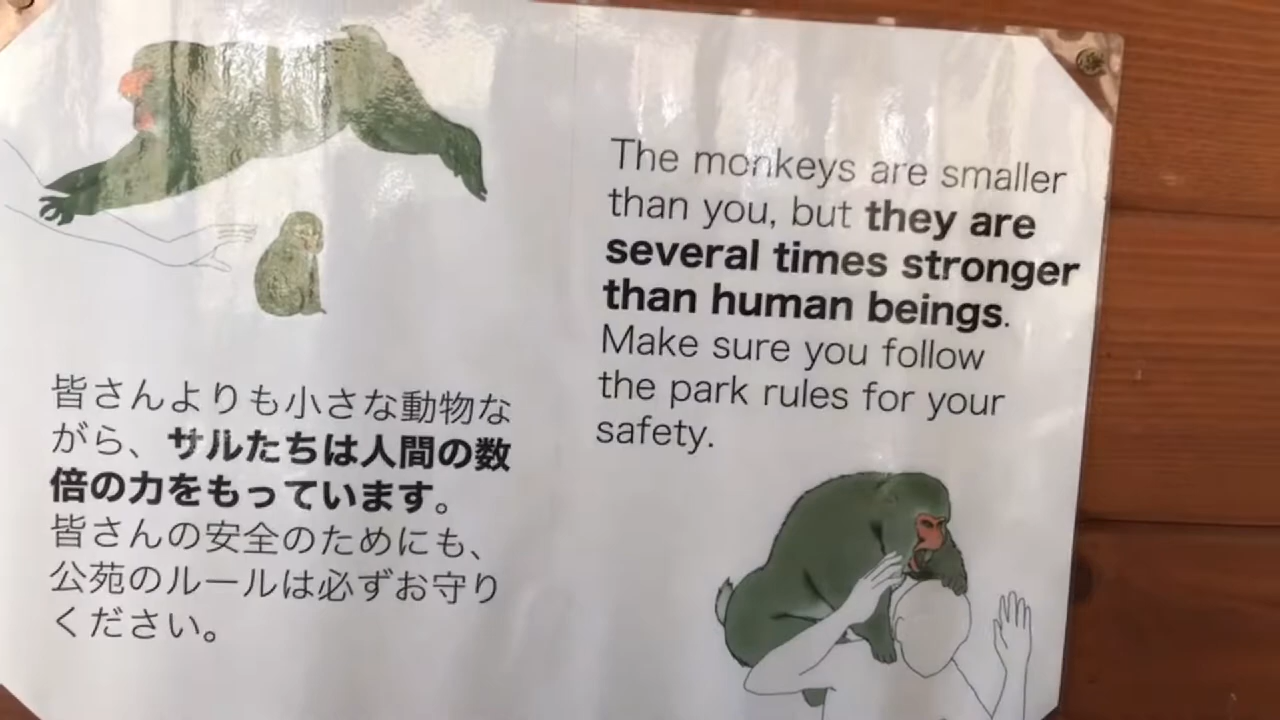 皆さんよりも小さな動物な
がら、サルたちは人間の数
倍の力をもっています。
皆さんの安全のためにも、
公苑のルールは必ずお守り
ください。
The monkeys are smaller
than you, but they are
several times stronger
than human beings.
Make sure you follow
the park rules for your
safety.